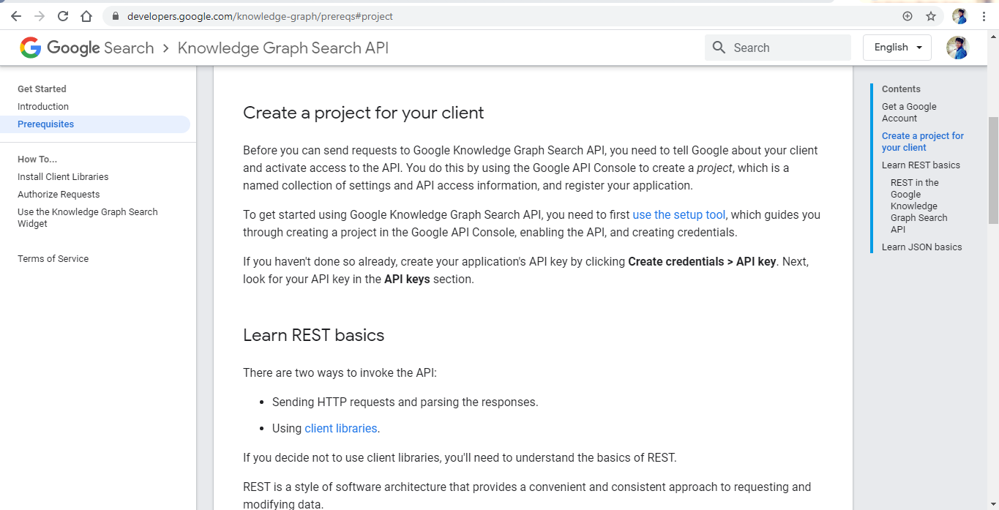 developers.google.com/knowledge-graph/prereqs#project
Google Search > Knowledge Graph Search API
Search
English
Get Started
Introduction
Prerequisites
How To...
Install Client Libraries
Authorize Requests
Use the Knowledge Graph Search
Widget
Terms of Service
Create a project for your client
Before you can send requests to Google Knowledge Graph Search API, you need to tell Google about your client
and activate access to the API. You do this by using the Google API Console to create a project, which is a
named collection of settings and API access information, and register your application.
To get started using Google Knowledge Graph Search API, you need to first use the setup tool, which guides you
through creating a project in the Google API Console, enabling the API, and creating credentials.
If you haven't done so already, create your application's API key by clicking Create credentials > API key. Next,
look for your API key in the API keys section.
Learn REST basics
There are two ways to invoke the API:
• Sending HTTP requests and parsing the responses.
• Using client libraries.
If you decide not to use client libraries, you'll need to understand the basics of REST.
REST is a style of software architecture that provides a convenient and consistent approach to requesting and
modifying data.
Contents
Get a Google
Account
Create a project for
your client
Learn REST basics
REST in the
Google
Knowledge
Graph Search
API
Learn JSON basics